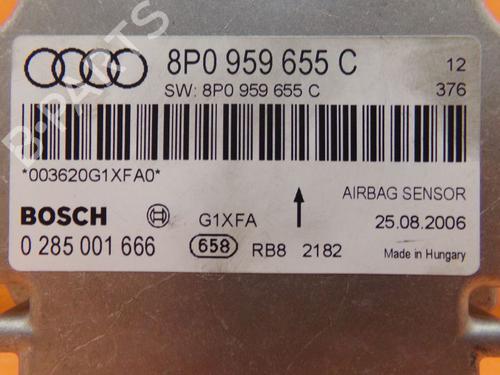 8P0 959 655 C 12
SW: 8P0 959 655 C 376
*003620G1XFA0*
AIRBAG SENSOR
BOSCH G1XFA 25.08.2006
0 285 001 666 658 RB8 2182 Made in Hungary
B-PARTS